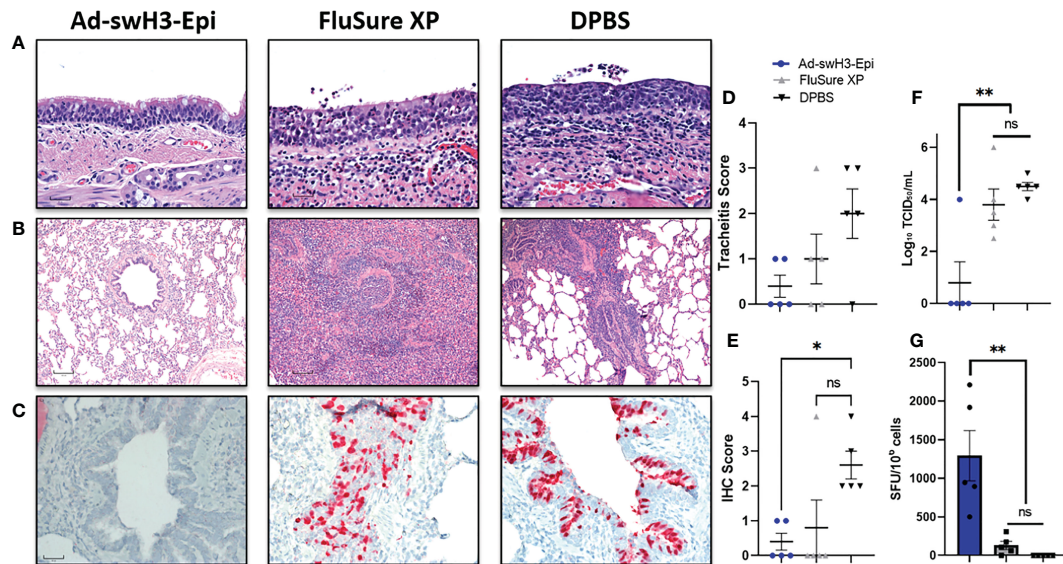 Ad-swH3-Epi
FluSure XP
DPBS
A
B
C
Ad-swH3-Epi
FluSure XP
DPBS
D
Tracheitis Score
4
3
2
1
0
F
**
ns
Log₁₀ TCID₅₀/mL
6
4
2
0
E
*
ns
IHC Score
5
4
3
2
1
0
G
**
ns
SFU/10⁶ cells
2500
2000
1500
1000
500
0